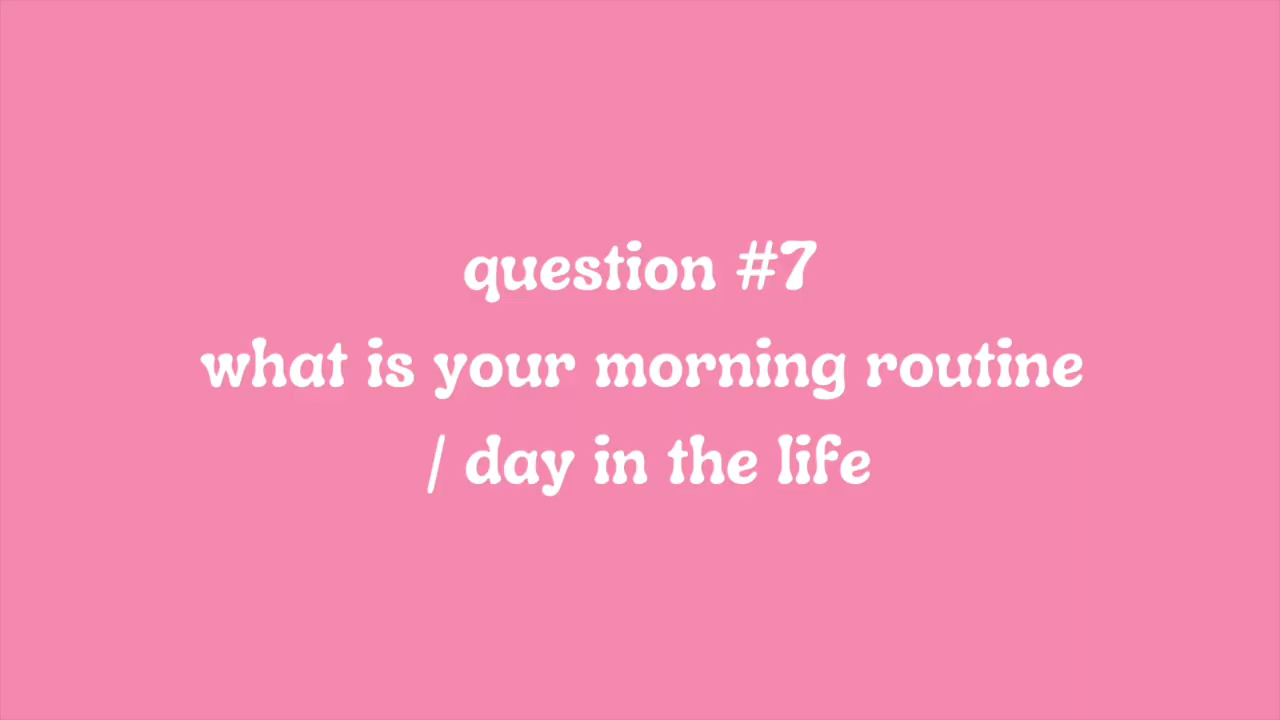 question #7
what is your morning routine
/ day in the life